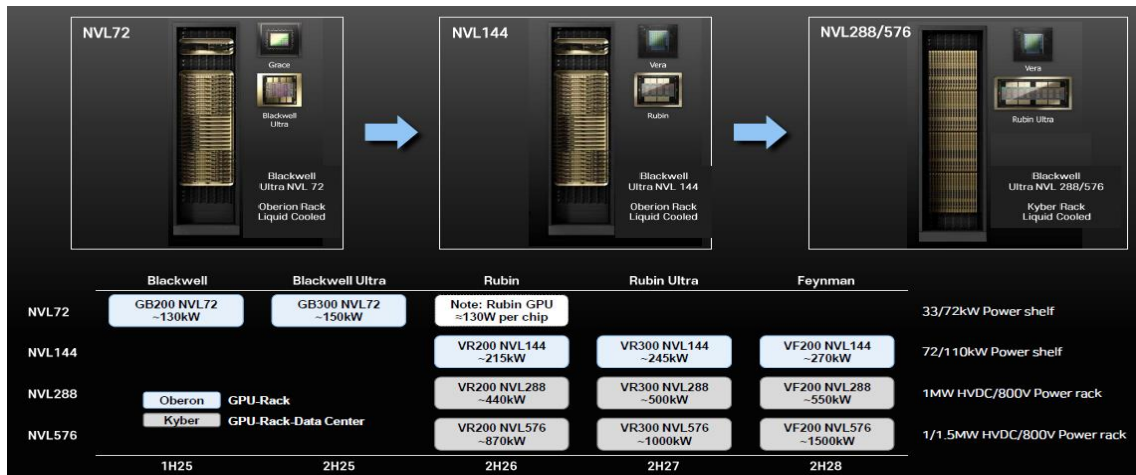 NVL72
Grace
Blackwell
Ultra
Blackwell
Ultra NVL 72
Oberion Rack
Liquid Cooled
NVL144
Vera
Rubin
Blackwell
Ultra NVL 144
Oberion Rack
Liquid Cooled
NVL288/576
Vera
Rubin Ultra
Blackwell
Ultra NVL 288/576
Kyber Rack
Liquid Cooled
Blackwell Blackwell Ultra Rubin Rubin Ultra Feynman
NVL72
GB200 NVL72
~130kW
GB300 NVL72
~150kW
Note: Rubin GPU
≈130W per chip
33/72kW Power shelf
NVL144
VR200 NVL144
~215kW
VR300 NVL144
~245kW
VF200 NVL144
~270kW
72/110kW Power shelf
NVL288
VR200 NVL288
~440kW
VR300 NVL288
~500kW
VF200 NVL288
~550kW
1MW HVDC/800V Power rack
Oberon GPU-Rack
Kyber GPU-Rack-Data Center
NVL576
VR200 NVL576
~870kW
VR300 NVL576
~1000kW
VF200 NVL576
~1500kW
1/1.5MW HVDC/800V Power rack
1H25 2H25 2H26 2H27 2H28